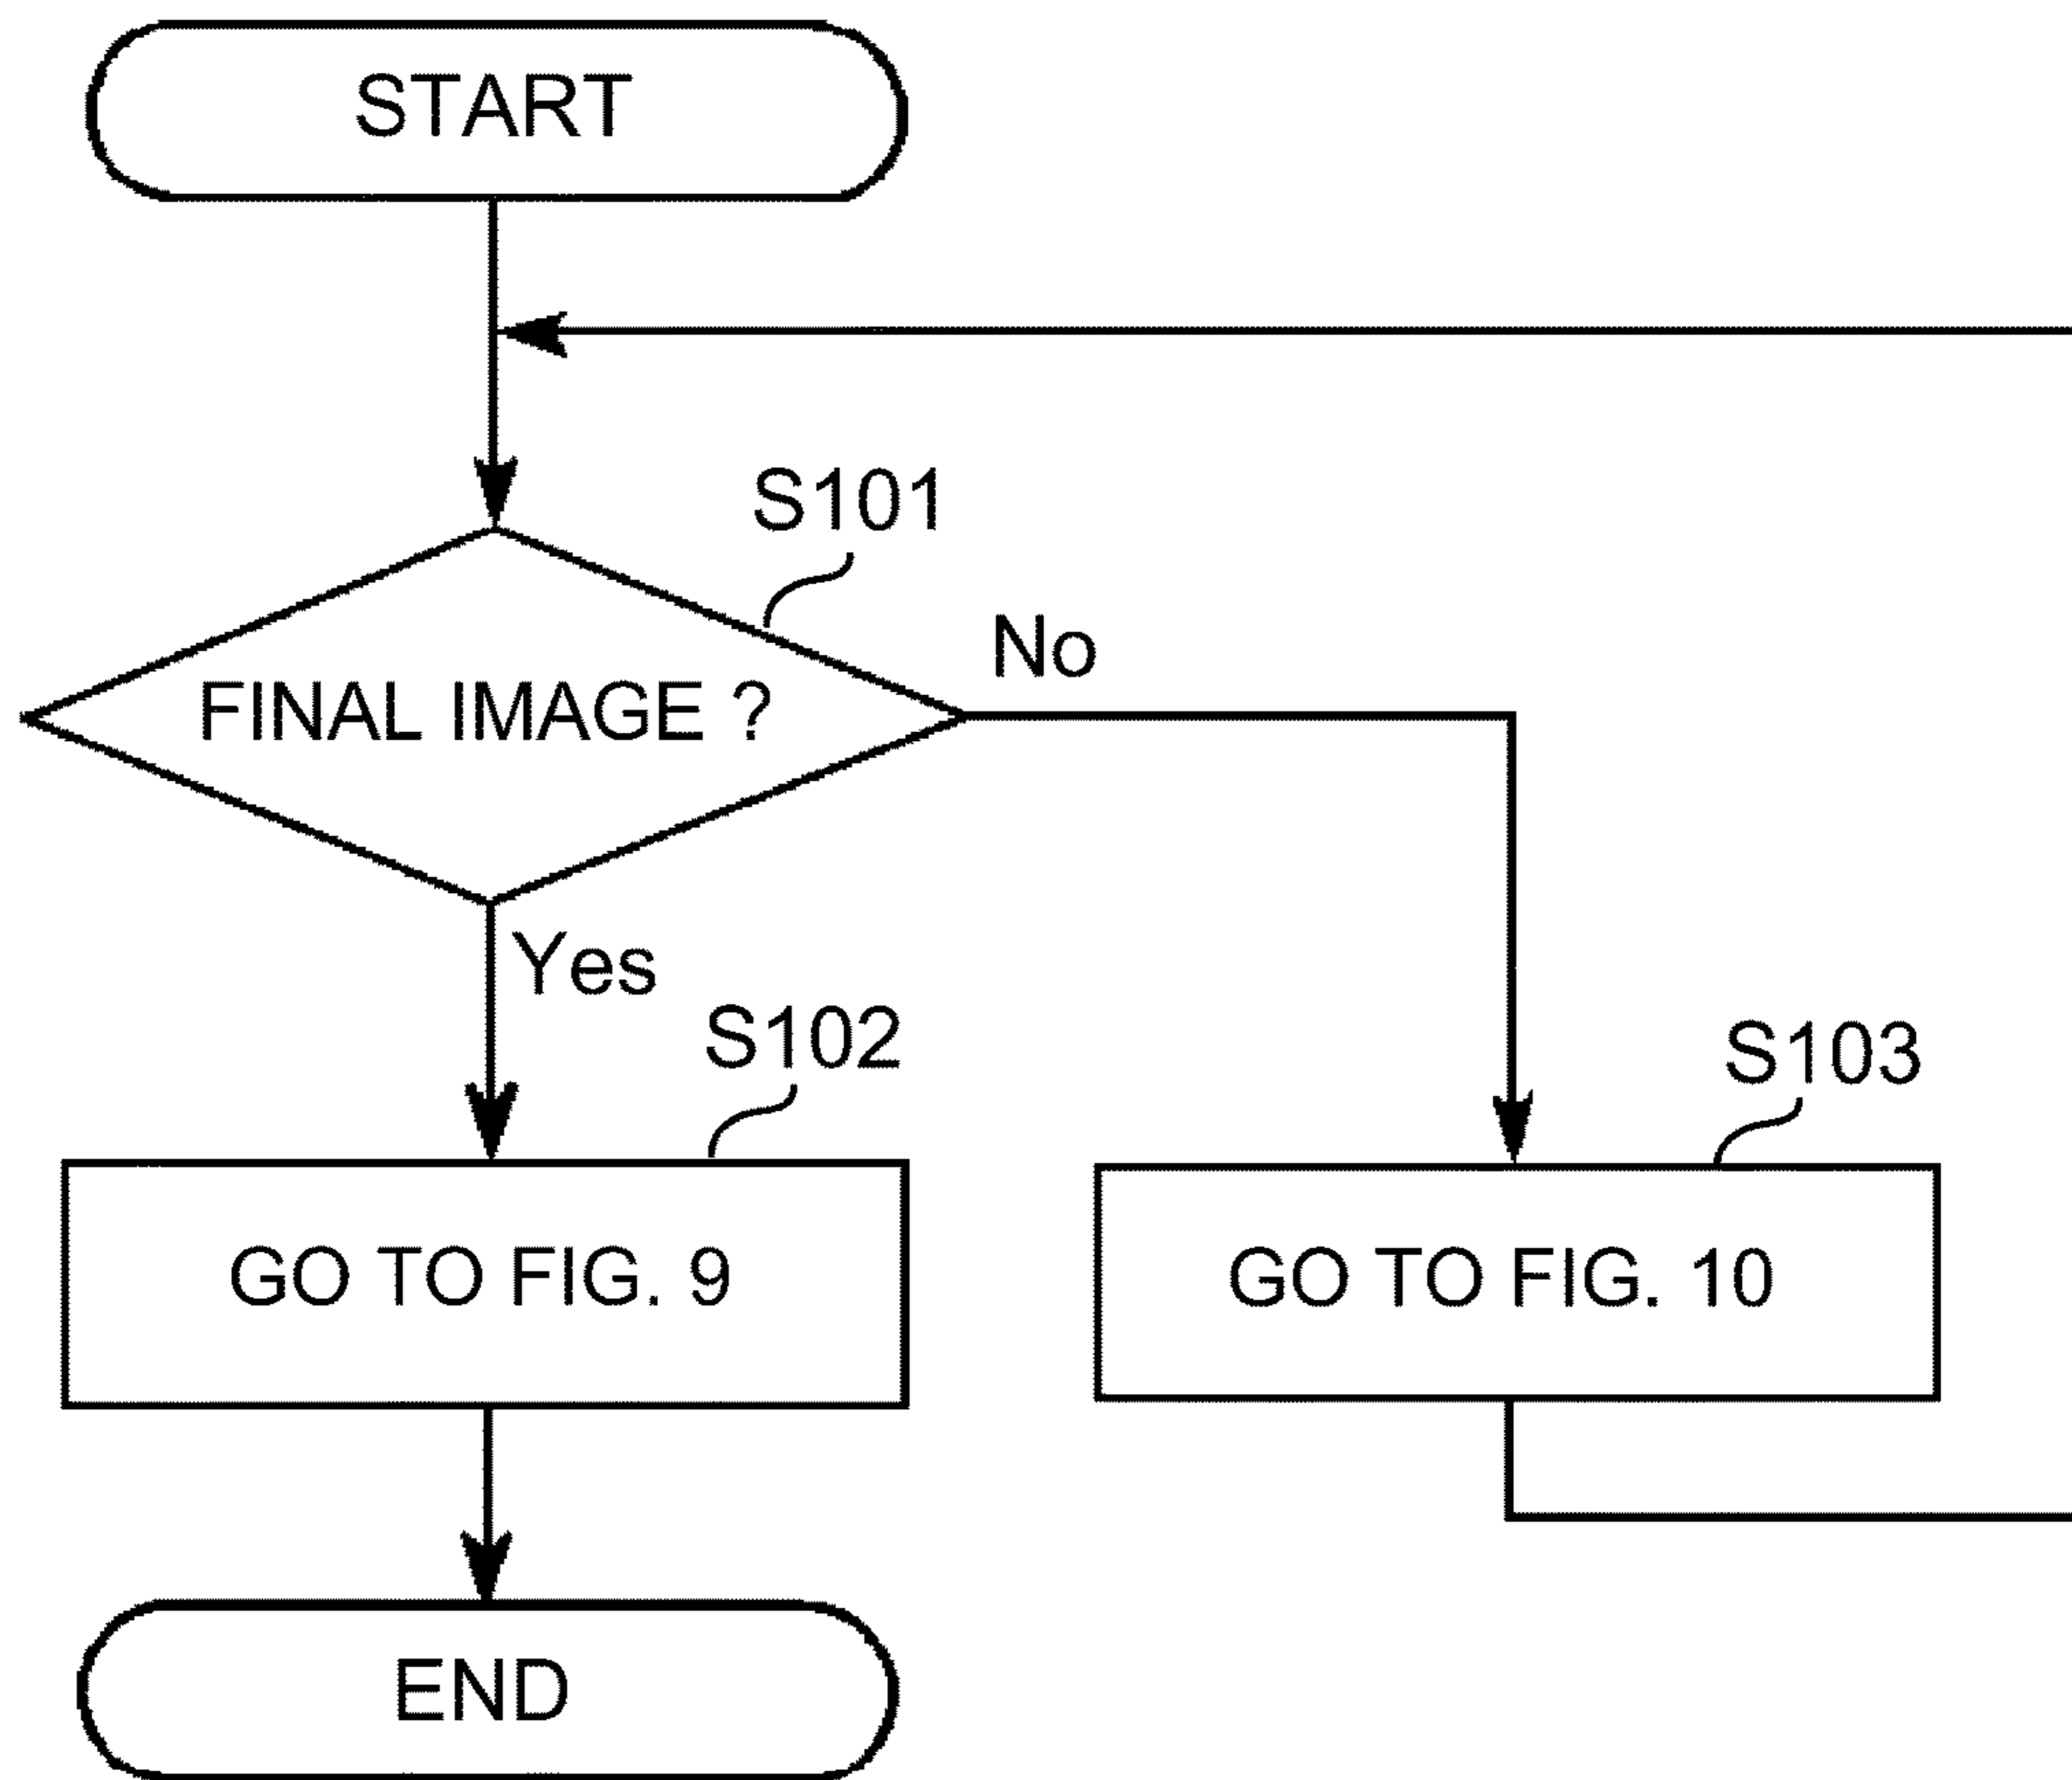 START
S101
No
FINAL IMAGE ?
Yes
S102
S103
GO TO FIG. 9
GO TO FIG. 10
END